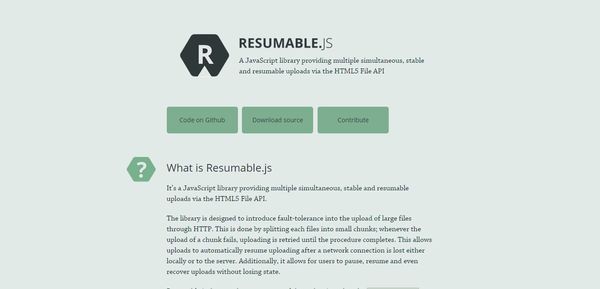 R
RESUMABLE.JS
A JavaScript library providing multiple simultaneous, stable
and resumable uploads via the HTML5 File API
Code on Github Download source Contribute
?
What is Resumable.js
It's a JavaScript library providing multiple simultaneous, stable and resumable
uploads via the HTML5 File API.
The library is designed to introduce fault-tolerance into the upload of large files
through HTTP. This is done by splitting each files into small chunks; whenever the
upload of a chunk fails, uploading is retried until the procedure completes. This allows
uploads to automatically resume uploading after a network connection is lost either
locally or to the server. Additionally, it allows for users to pause, resume and even
recover uploads without losing state.